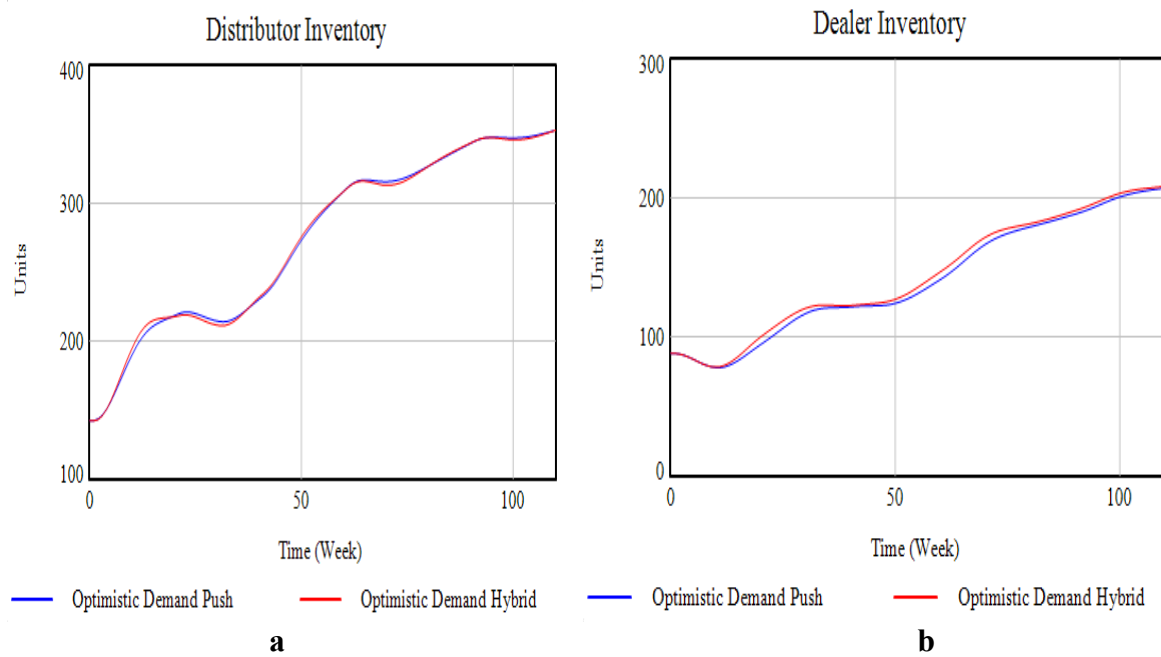 Distributor Inventory
400
300
200
100
Units
0 50 100
Time (Week)
Optimistic Demand Push Optimistic Demand Hybrid
a
Dealer Inventory
300
200
100
0
Units
0 50 100
Time (Week)
Optimistic Demand Push Optimistic Demand Hybrid
b